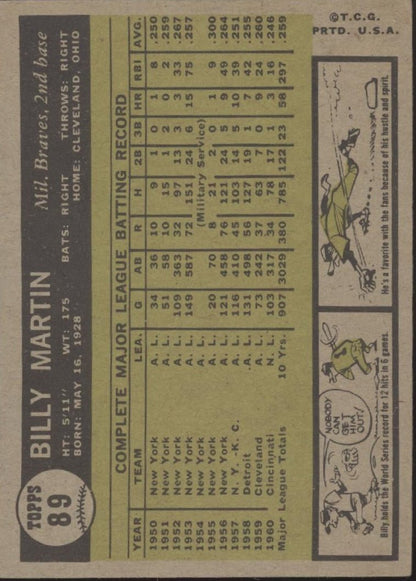 TOPPS
89
BILLY MARTIN Mil. Braves, 2nd base
HT: 5'11" WT: 175 BATS: RIGHT THROWS: RIGHT
BORN: MAY 16, 1928 HOME: CLEVELAND, OHIO
COMPLETE MAJOR LEAGUE BATTING RECORD
YEAR TEAM LEA. G AB R H 2B 3B HR RBI AVG.
1950 New York A. L. 34 36 10 9 1 0 1 8 .250
1951 New York A. L. 51 58 10 15 1 2 0 2 .259
1952 New York A. L. 109 363 32 97 13 3 3 33 .267
1953 New York A. L. 149 587 72 151 24 6 15 75 .257
1954 New York A. L. (Military Service)
1955 New York A. L. 20 70 8 21 2 0 1 9 .300
1956 New York A. L. 121 458 76 121 24 5 9 49 .264
1957 N. Y. -K. C. A. L. 116 410 45 103 14 5 10 39 .251
1958 Detroit A. L. 131 498 56 127 19 1 7 42 .255
1959 Cleveland A. L. 73 242 37 63 7 0 9 24 .260
1960 Cincinnati N. L. 103 317 34 78 17 1 3 16 .246
Major League Totals 10 Yrs. 907 3029 380 785 122 23 58 297 .259
NOBODY
CAN
GET
HIM
OUT!
Billy holds the World Series record for 12 hits in 6 games.
He's a favorite with the fans because of his hustle and spirit.
©T.C.G.
PRTD. U.S.A.